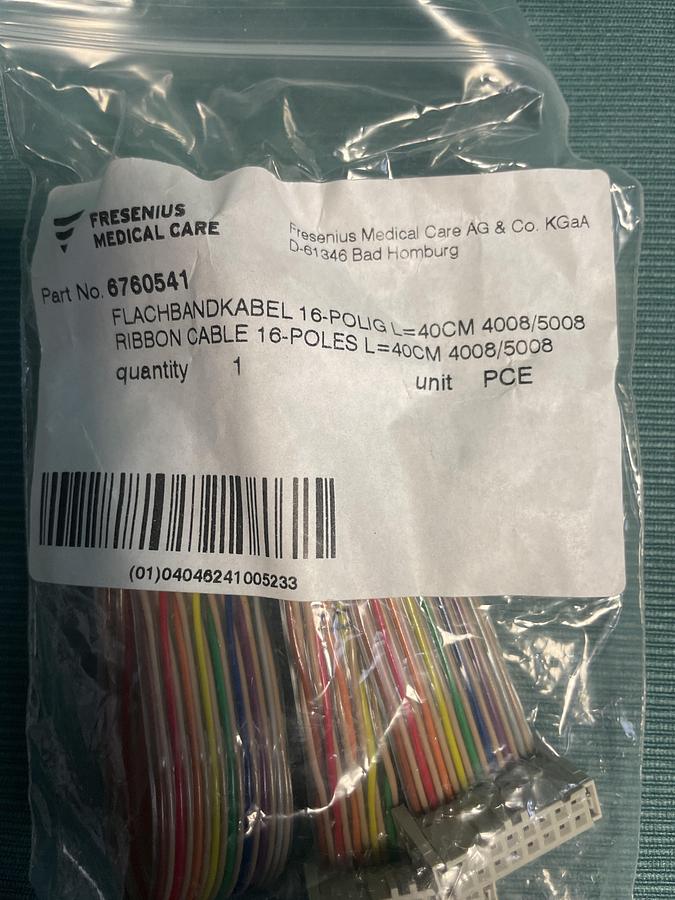 FRESENIUS
MEDICAL CARE
Fresenius Medical Care AG & Co. KGaA
D-61346 Bad Homburg
Part No. 6760541
FLACHBANDKABEL 16-POLIG L=40CM 4008/5008
RIBBON CABLE 16-POLES L=40CM 4008/5008
quantity 1 unit PCE
(01)04046241005233